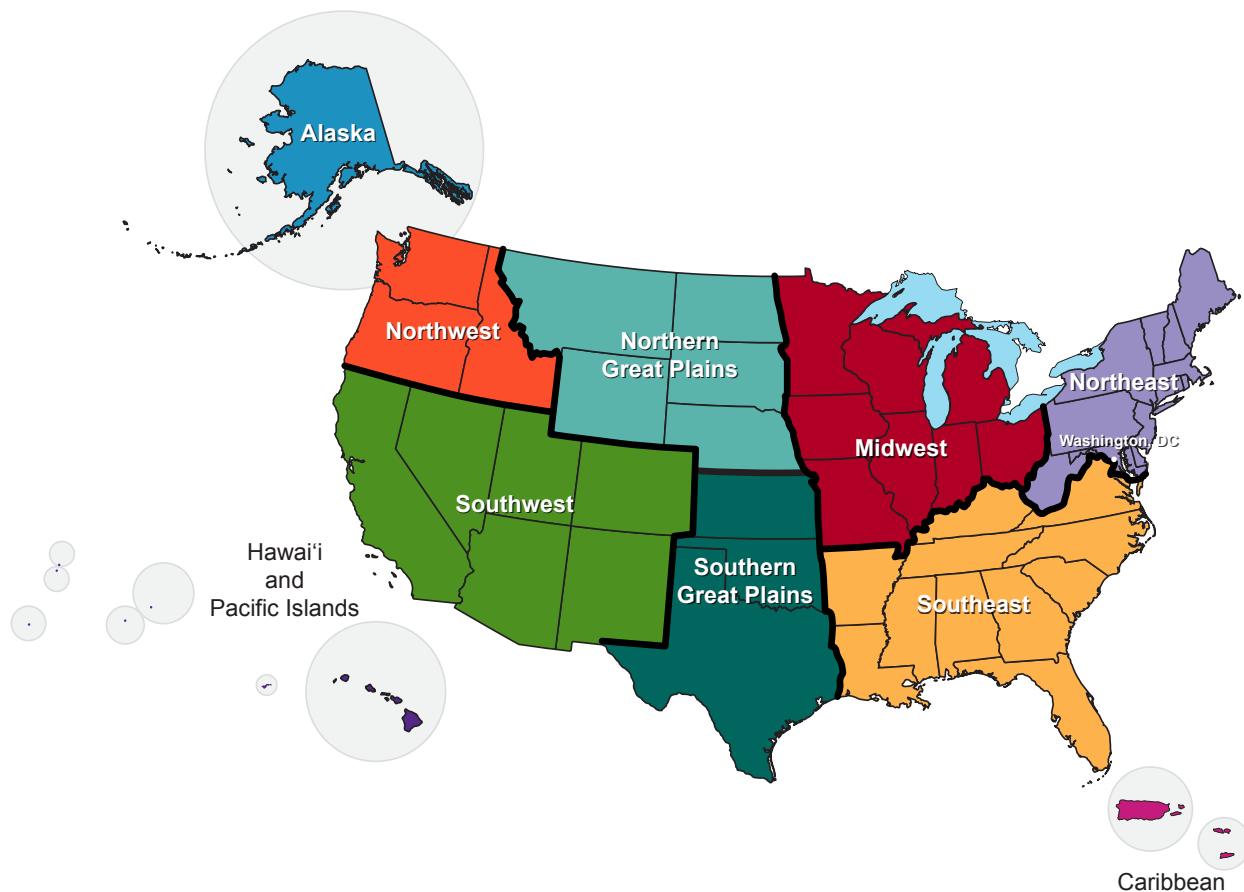 Alaska
Northwest
Northern
Great Plains
Northeast
Washington, DC
Midwest
Southwest
Hawai‘i
and
Pacific Islands
Southern
Great Plains
Southeast
Caribbean